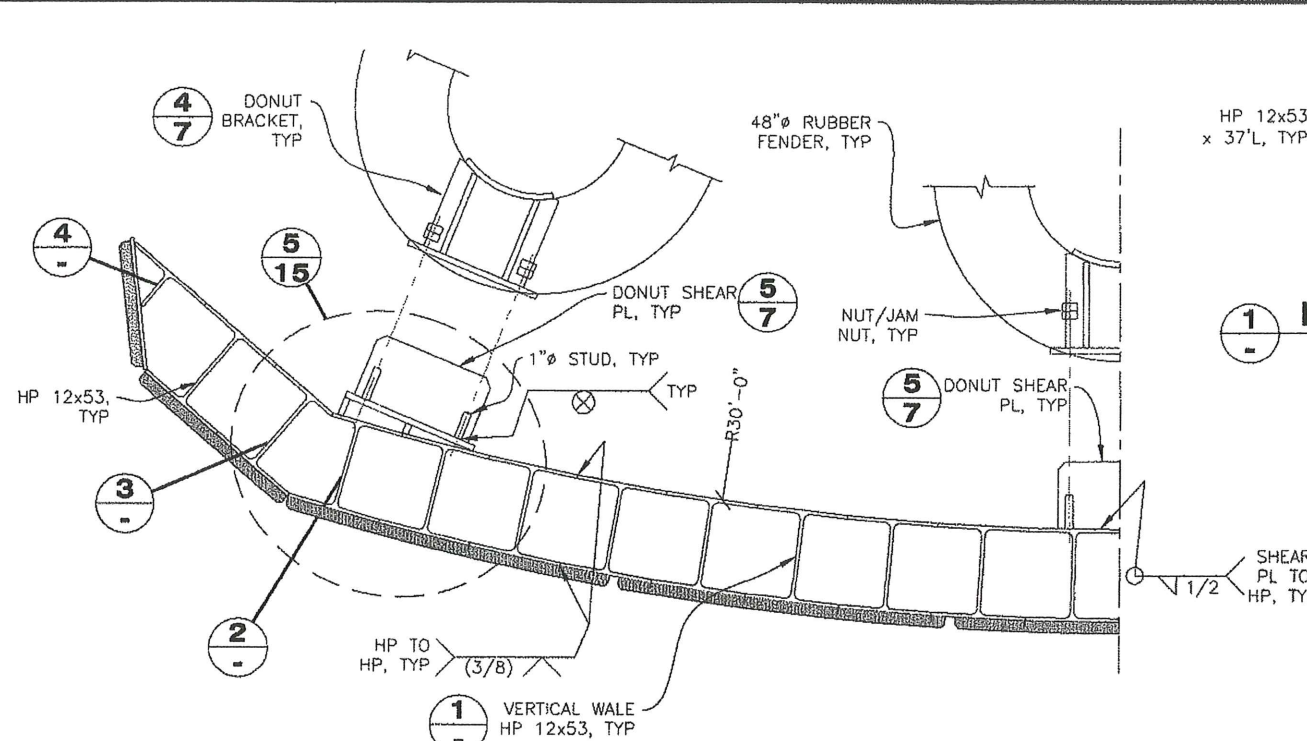 4
7
DONUT
BRACKET,
TYP
48"ø RUBBER
FENDER, TYP
HP 12x53
x 37'L, TYP
4
-
5
15
DONUT SHEAR
PL, TYP
5
7
NUT/JAM
NUT, TYP
1
-
1"ø STUD, TYP
TYP
HP 12x53,
TYP
R30'-0"
5
7
DONUT SHEAR
PL, TYP
3
-
SHEAR
PL TO
HP, TY
1/2
2
-
HP TO
HP, TYP
(3/8)
1
-
VERTICAL WALE
HP 12x53, TYP